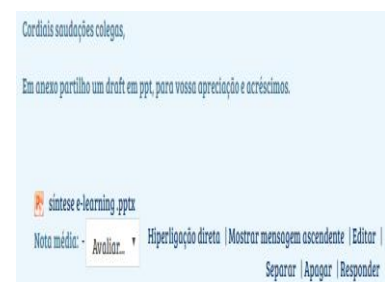 Cordiais saudações colegas,
Em anexo partilho um draft em ppt, para vossa apreciação e acréscimos.
sintese e-learning .pptx
Nota média: - Avaliar... Hiperligação direta | Mostrar mensagem ascendente | Editar |
Separar | Apagar | Responder